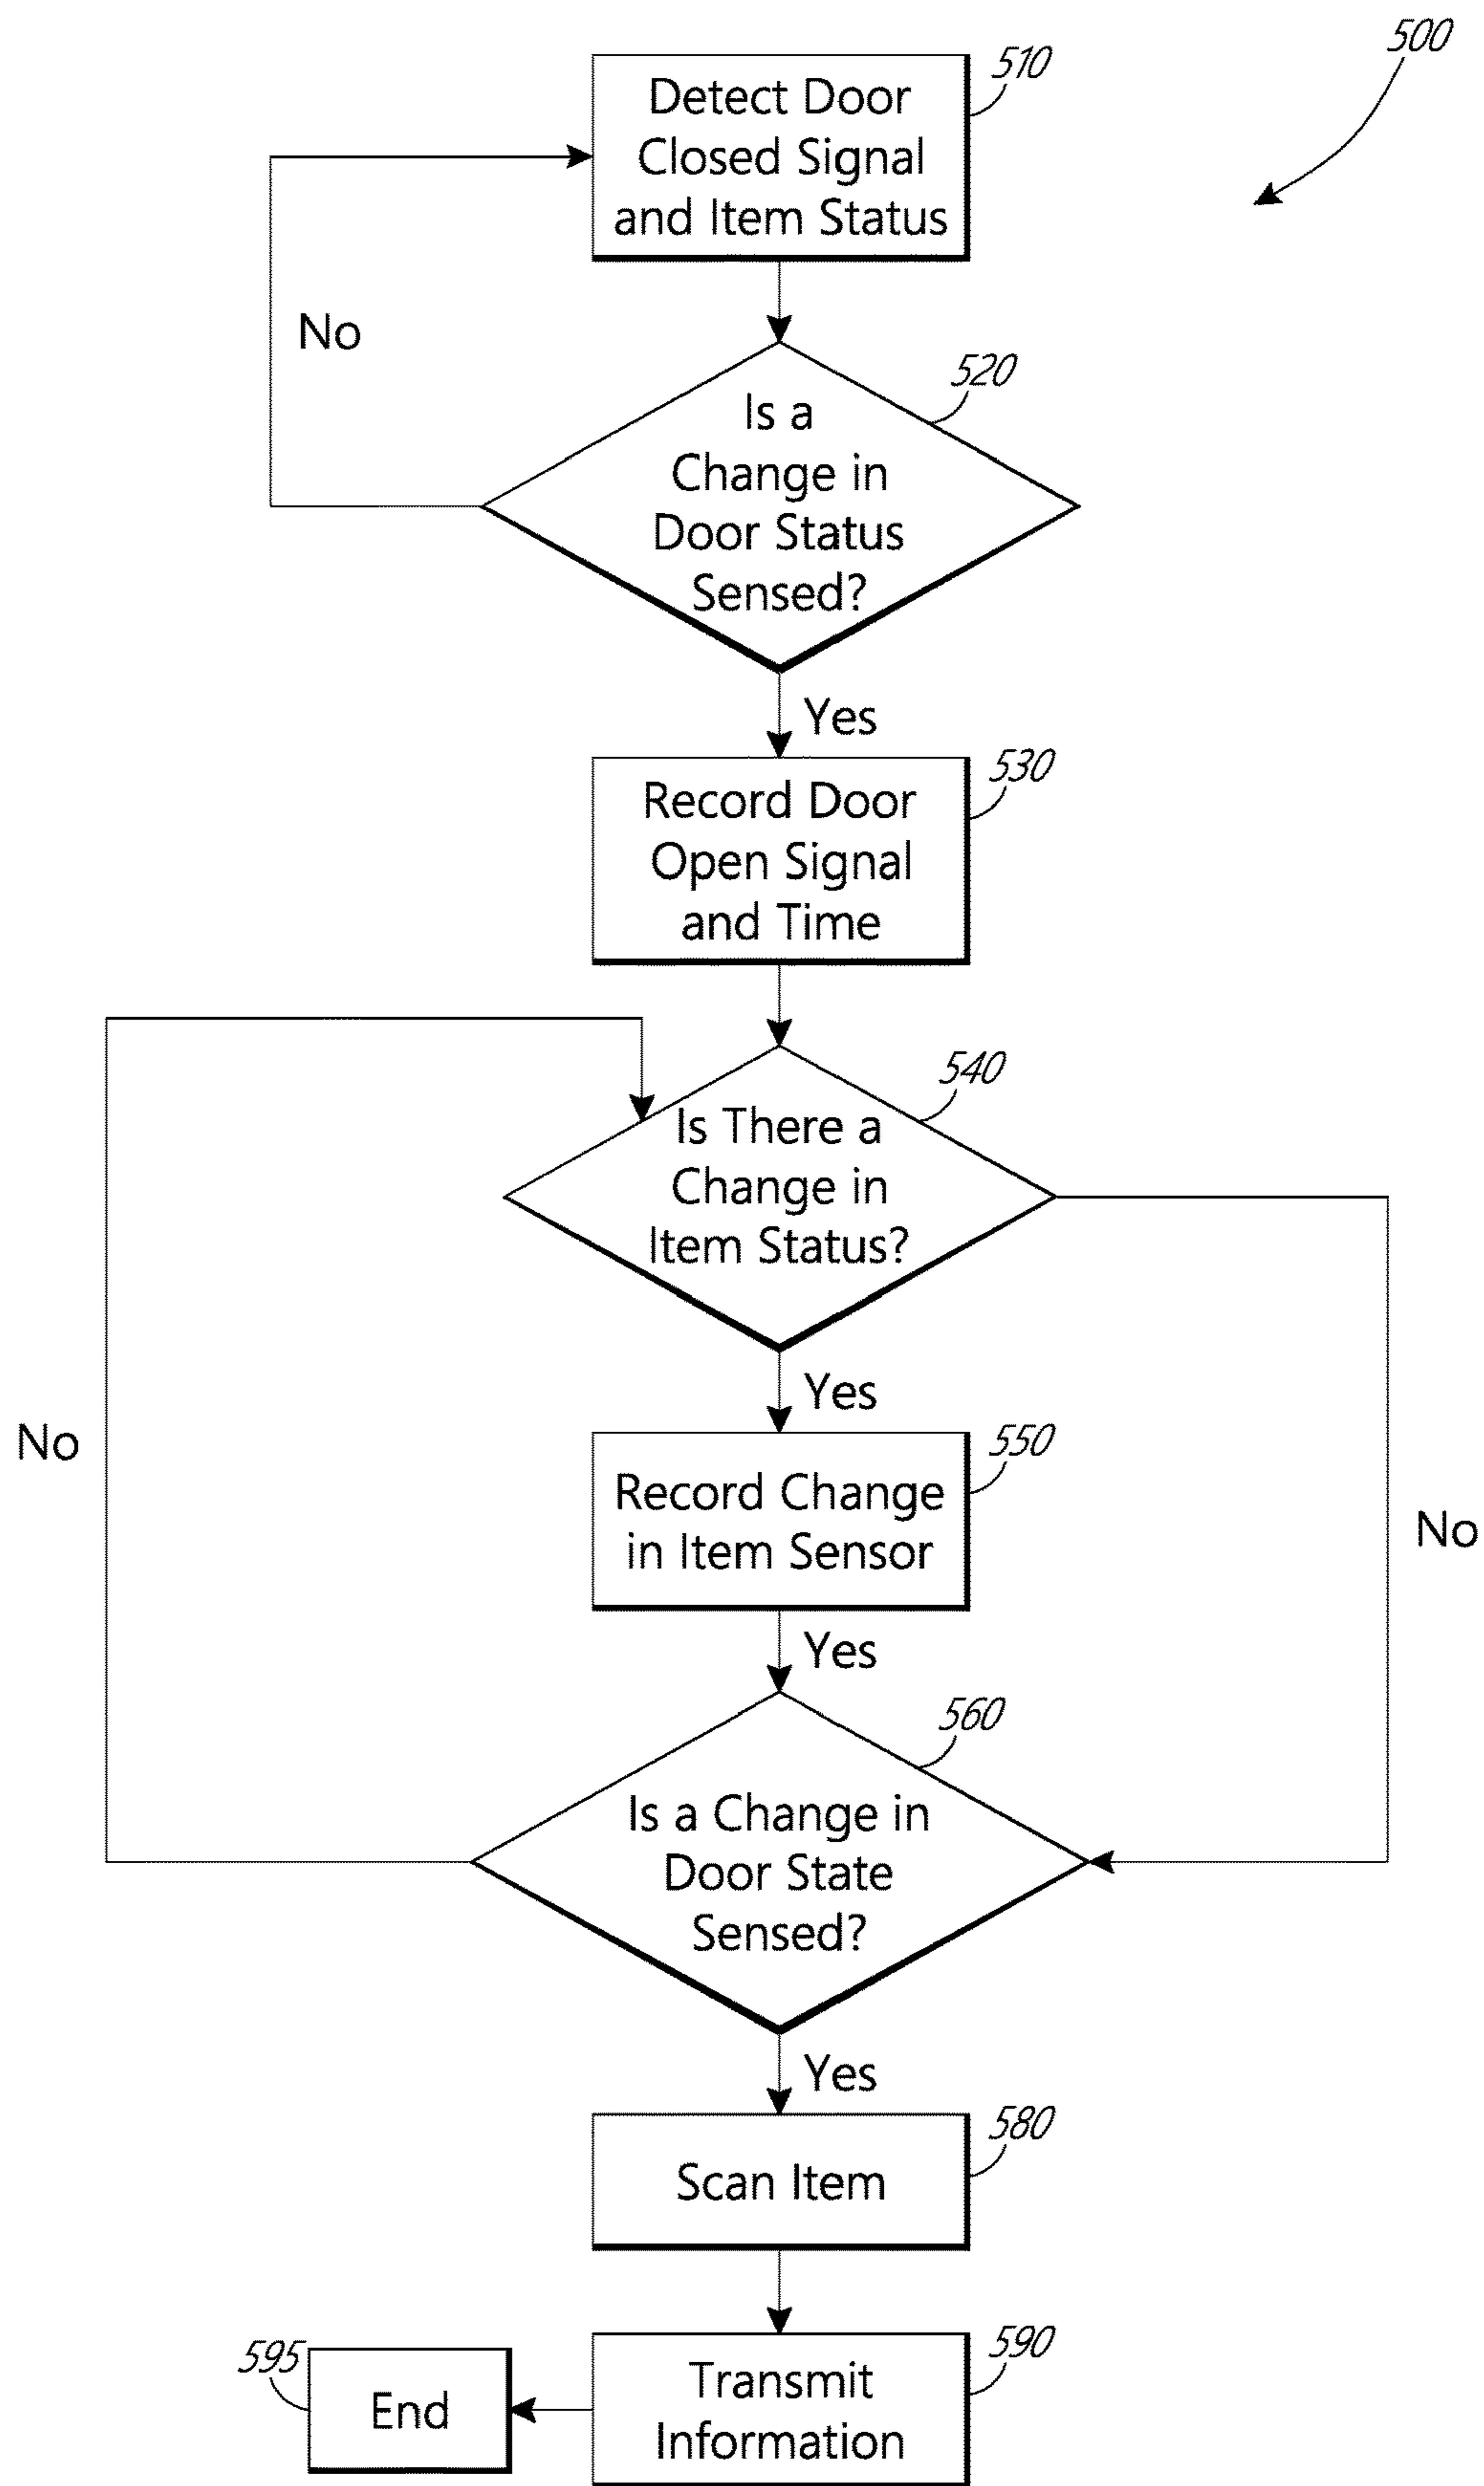 500
510
Detect Door
Closed Signal
and Item Status
No
520
Is a
Change in
Door Status
Sensed?
Yes
530
Record Door
Open Signal
and Time
540
Is There a
Change in
Item Status?
Yes
No
550
Record Change
in Item Sensor
No
Yes
560
Is a Change in
Door State
Sensed?
Yes
580
Scan Item
590
Transmit
Information
595
End